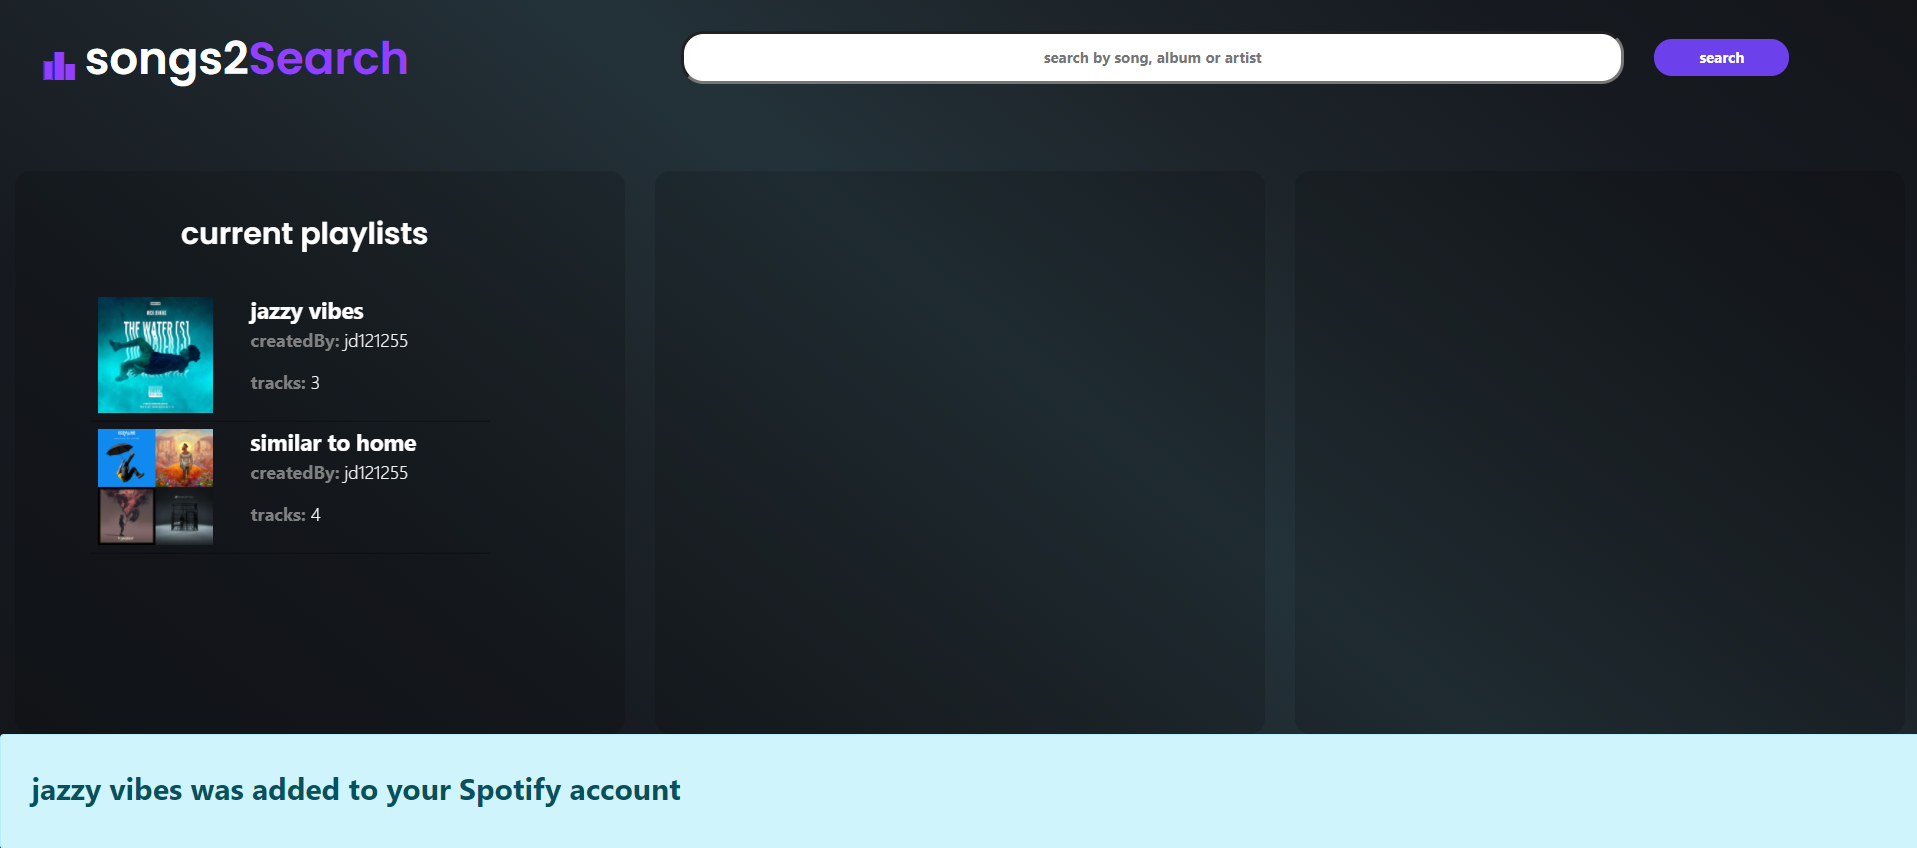 songs2Search
search by song, album or artist
search
current playlists
THE WATER[S]
jazzy vibes
createdBy: jd121255
tracks: 3
similar to home
createdBy: jd121255
tracks: 4
jazzy vibes was added to your Spotify account